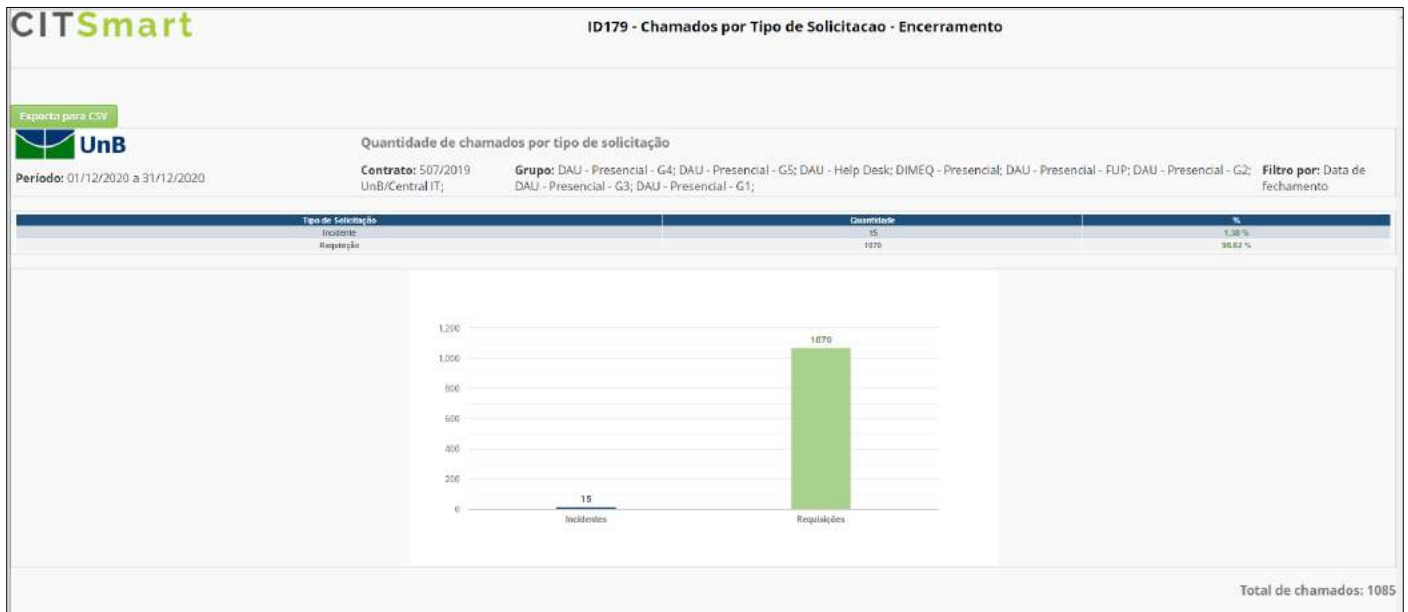 CITSmart
ID179 - Chamados por Tipo de Solicitacao - Encerramento
Exporta para CSV
UnB
Quantidade de chamados por tipo de solicitação
Período: 01/12/2020 a 31/12/2020
Contrato: 507/2019
UnB/Central IT;
Grupo: DAU - Presencial - G4; DAU - Presencial - G5; DAU - Help Desk; DIMEQ - Presencial; DAU - Presencial - FUP; DAU - Presencial - G2;
DAU - Presencial - G3; DAU - Presencial - G1;
Filtro por: Data de
fechamento
Tipo de Solicitação Quantidade %
Incidente 15 1.38 %
Requisição 1070 98.62 %
1,200
1,000
800
600
400
200
0
15
1070
Incidentes
Requisições
Total de chamados: 1085